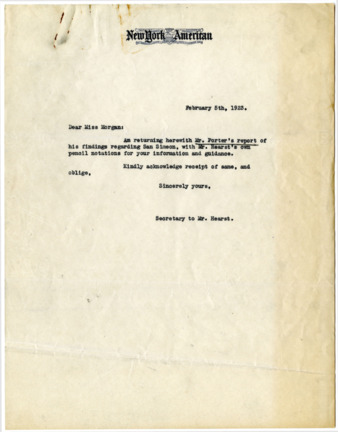 New York American
February 5th, 1923.
Dear Miss Morgan:
Am returning herewith Mr. Porter's report of
his findings regarding San Simeon, with Mr. Hearst's own
pencil notations for your information and guidance.
Kindly acknowledge receipt of same, and
oblige,
Sincerely yours,
Secretary to Mr. Hearst.